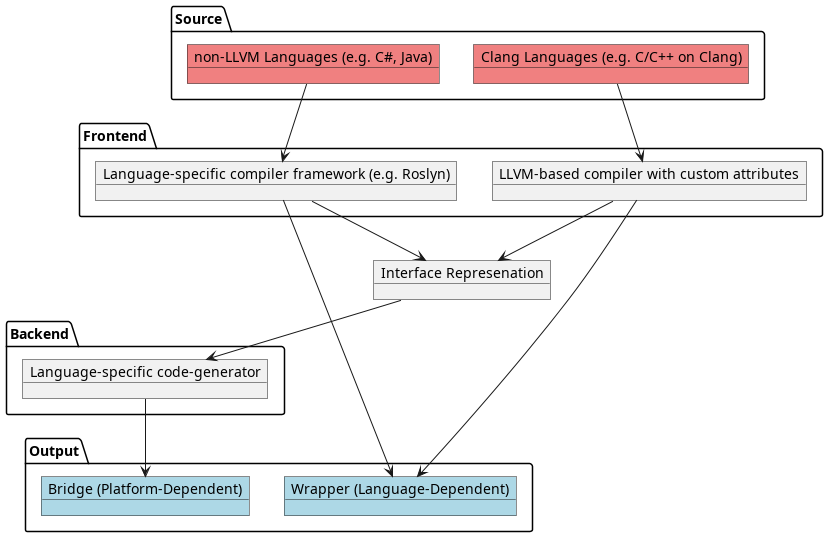 Source
non-LLVM Languages (e.g. C#, Java)
Clang Languages (e.g. C/C++ on Clang)
Frontend
Language-specific compiler framework (e.g. Roslyn)
LLVM-based compiler with custom attributes
Interface Represenation
Backend
Language-specific code-generator
Output
Bridge (Platform-Dependent)
Wrapper (Language-Dependent)